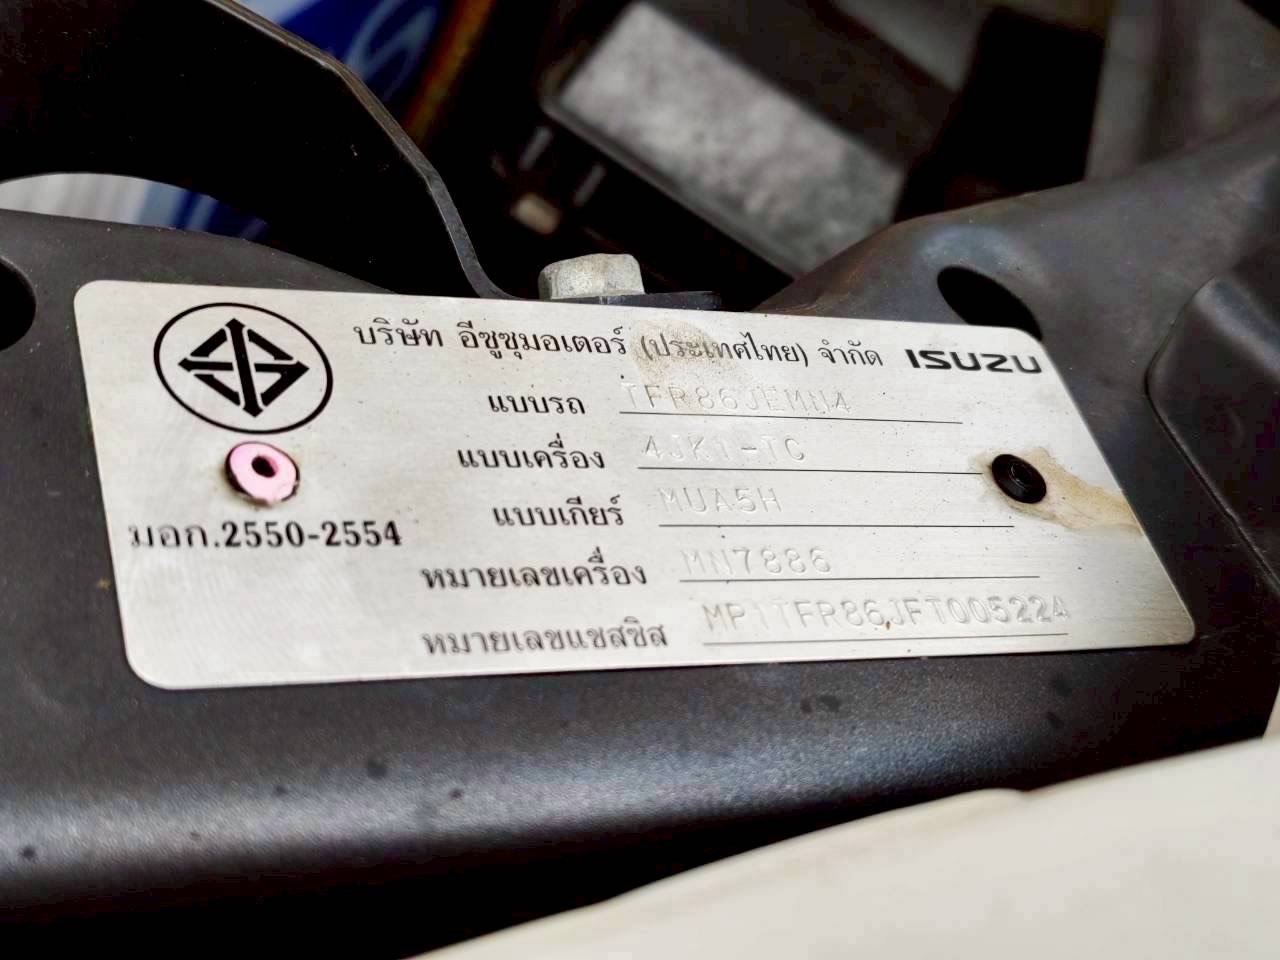 บริษัท อีซูซุมอเตอร์ (ประเทศไทย) จำกัด ISUZU
แบบรถ TFR86JEMN4
แบบเครื่อง 4JK1-TC
แบบเกียร์ MUA5H
มอก.2550-2554
หมายเลขเครื่อง MN7886
หมายเลขแชสซิส MP1TFR86JFT005224